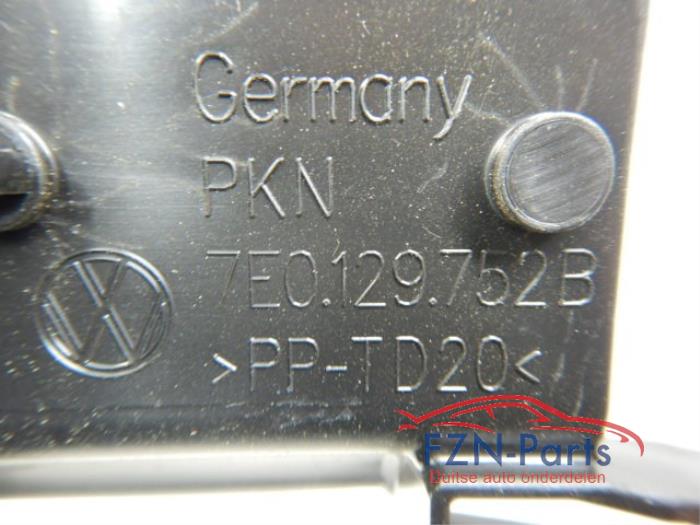 Germany
PKN
7E0.129.752B
>PP-TD20<
FZN-Parts
Duitse auto onderdelen